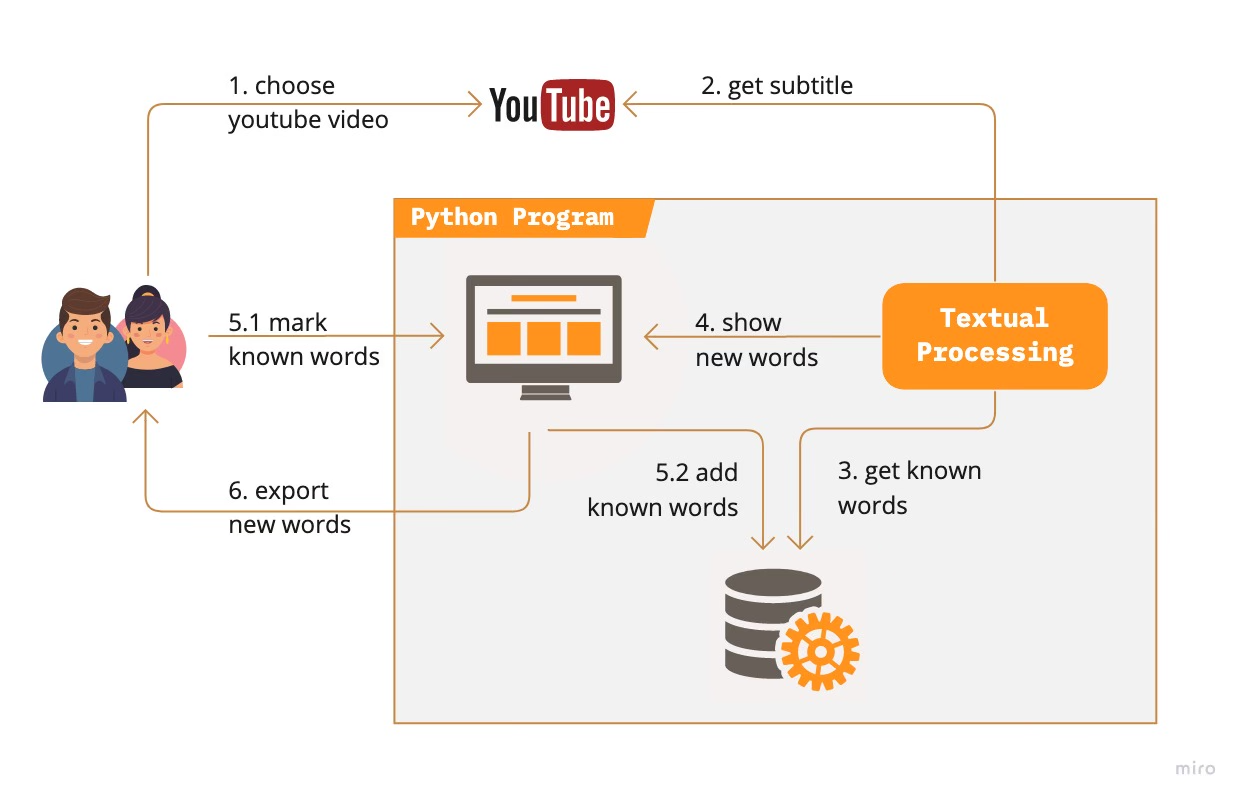 1. choose
youtube video
YouTube
2. get subtitle
Python Program
5.1 mark
known words
4. show
new words
Textual
Processing
6. export
new words
5.2 add
known words
3. get known
words
miro